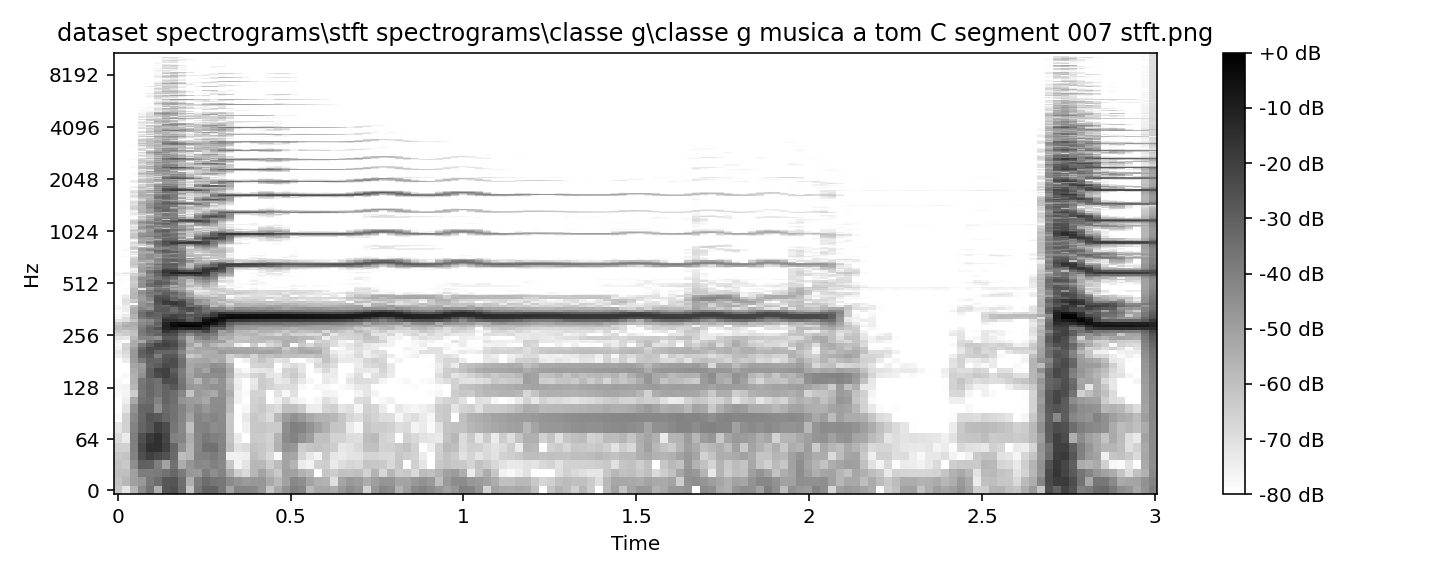 dataset spectrograms\stft spectrograms\classe g\classe g musica a tom C segment 007 stft.png
8192
4096
2048
1024
512
256
128
64
0
Hz
0
0.5
1
1.5
2
2.5
3
Time
+0 dB
-10 dB
-20 dB
-30 dB
-40 dB
-50 dB
-60 dB
-70 dB
-80 dB